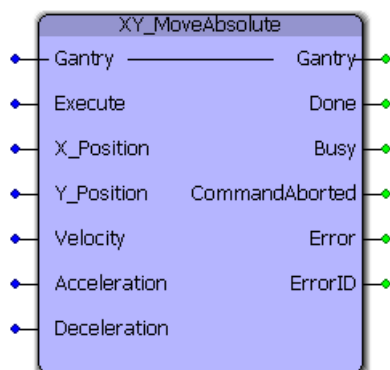 XY_MoveAbsolute
Gantry Gantry
Execute Done
X_Position Busy
Y_Position CommandAborted
Velocity Error
Acceleration ErrorID
Deceleration